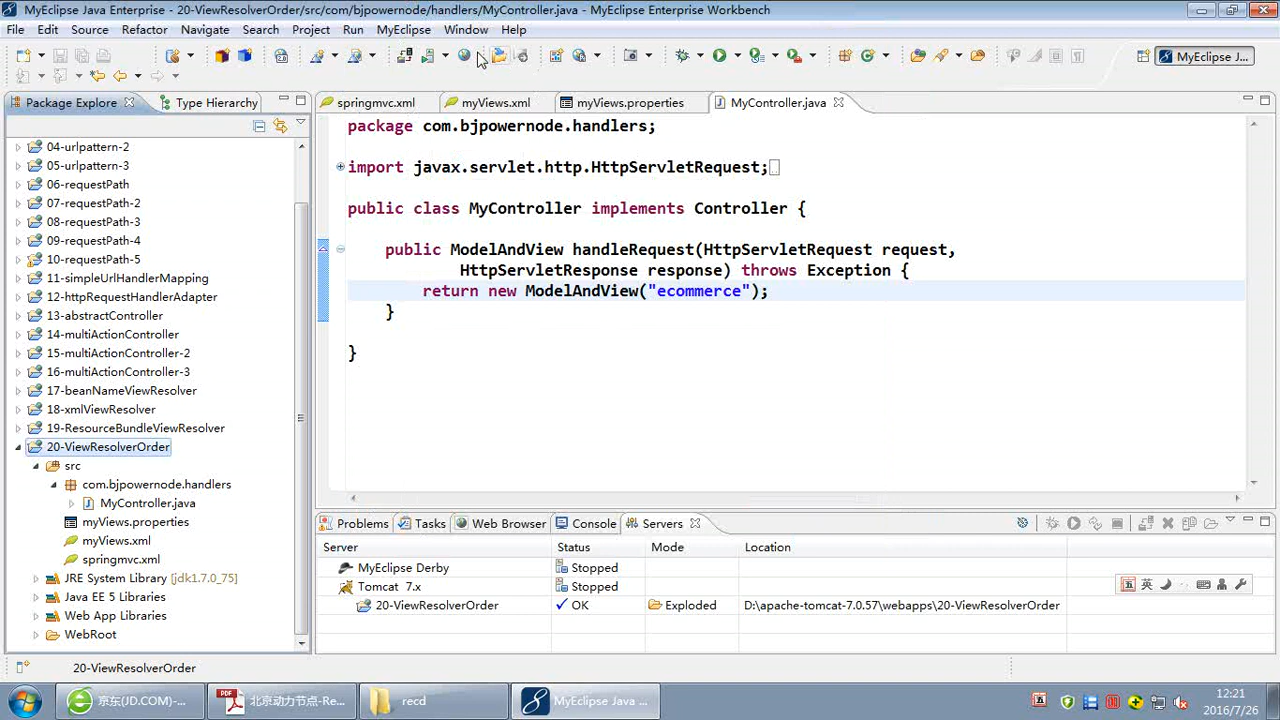 MyEclipse Java Enterprise - 20-ViewResolverOrder/src/com/bjpowernode/handlers/MyController.java - MyEclipse Enterprise Workbench
File Edit Source Refactor Navigate Search Project Run MyEclipse Window Help
MyEclipse J...
Package Explore
Type Hierarchy
04-urlpattern-2
05-urlpattern-3
06-requestPath
07-requestPath-2
08-requestPath-3
09-requestPath-4
10-requestPath-5
11-simpleUrlHandlerMapping
12-httpRequestHandlerAdapter
13-abstractController
14-multiActionController
15-multiActionController-2
16-multiActionController-3
17-beanNameViewResolver
18-xmlViewResolver
19-ResourceBundleViewResolver
20-ViewResolverOrder
src
com.bjpowernode.handlers
MyController.java
myViews.properties
myViews.xml
springmvc.xml
JRE System Library [jdk1.7.0_75]
Java EE 5 Libraries
Web App Libraries
WebRoot
springmvc.xml myViews.xml myViews.properties MyController.java
package com.bjpowernode.handlers;
import javax.servlet.http.HttpServletRequest;
public class MyController implements Controller {
public ModelAndView handleRequest(HttpServletRequest request,
HttpServletResponse response) throws Exception {
return new ModelAndView("ecommerce");
}
}
Problems Tasks Web Browser Console Servers
Server Status Mode Location
MyEclipse Derby Stopped
Tomcat 7.x Stopped
20-ViewResolverOrder OK Exploded D:\apache-tomcat-7.0.57\webapps\20-ViewResolverOrder
英
20-ViewResolverOrder
京东(JD.COM)-...
北京动力节点-Re...
recd
MyEclipse Java ...
12:21
2016/7/26